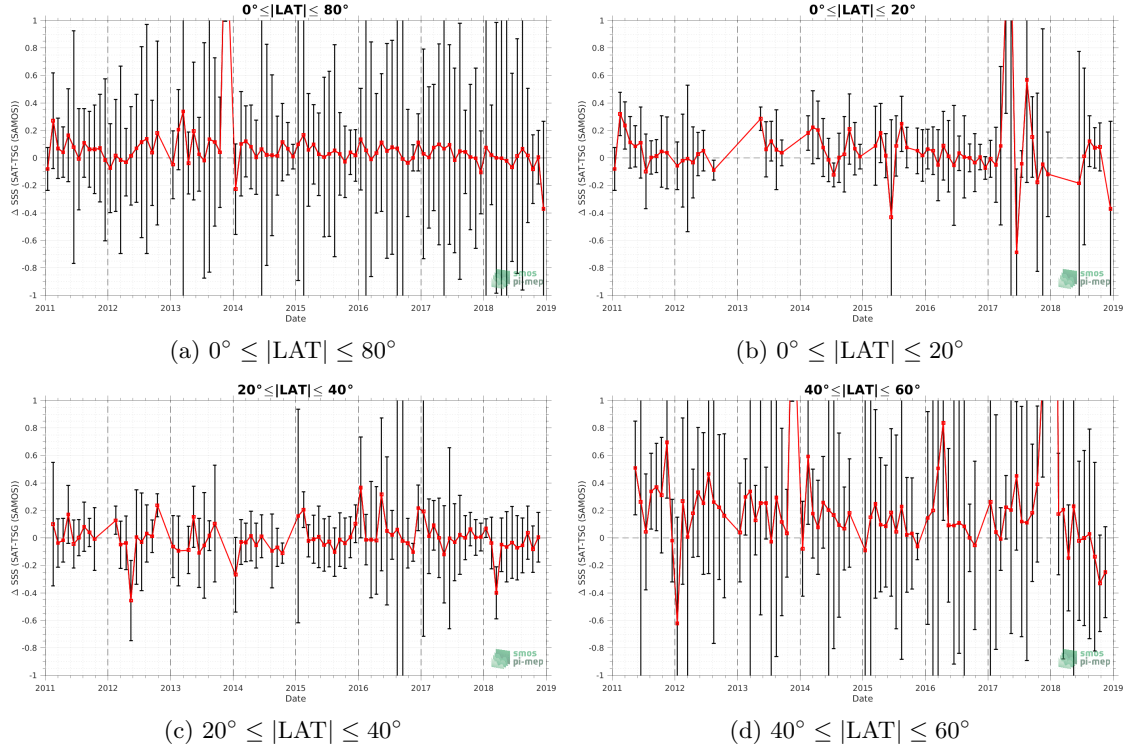 0°≤|LAT|≤ 80°
Δ SSS (SAT-TSG (SAMOS))
1
0.8
0.6
0.4
0.2
0
-0.2
-0.4
-0.6
-0.8
-1
2011 2012 2013 2014 2015 2016 2017 2018 2019
Date
smos
pi-mep
(a) 0° ≤ |LAT| ≤ 80°
0°≤|LAT|≤ 20°
Δ SSS (SAT-TSG (SAMOS))
1
0.8
0.6
0.4
0.2
0
-0.2
-0.4
-0.6
-0.8
-1
2011 2012 2013 2014 2015 2016 2017 2018 2019
Date
smos
pi-mep
(b) 0° ≤ |LAT| ≤ 20°
20°≤|LAT|≤ 40°
Δ SSS (SAT-TSG (SAMOS))
1
0.8
0.6
0.4
0.2
0
-0.2
-0.4
-0.6
-0.8
-1
2011 2012 2013 2014 2015 2016 2017 2018 2019
Date
smos
pi-mep
(c) 20° ≤ |LAT| ≤ 40°
40°≤|LAT|≤ 60°
Δ SSS (SAT-TSG (SAMOS))
1
0.8
0.6
0.4
0.2
0
-0.2
-0.4
-0.6
-0.8
-1
2011 2012 2013 2014 2015 2016 2017 2018 2019
Date
smos
pi-mep
(d) 40° ≤ |LAT| ≤ 60°